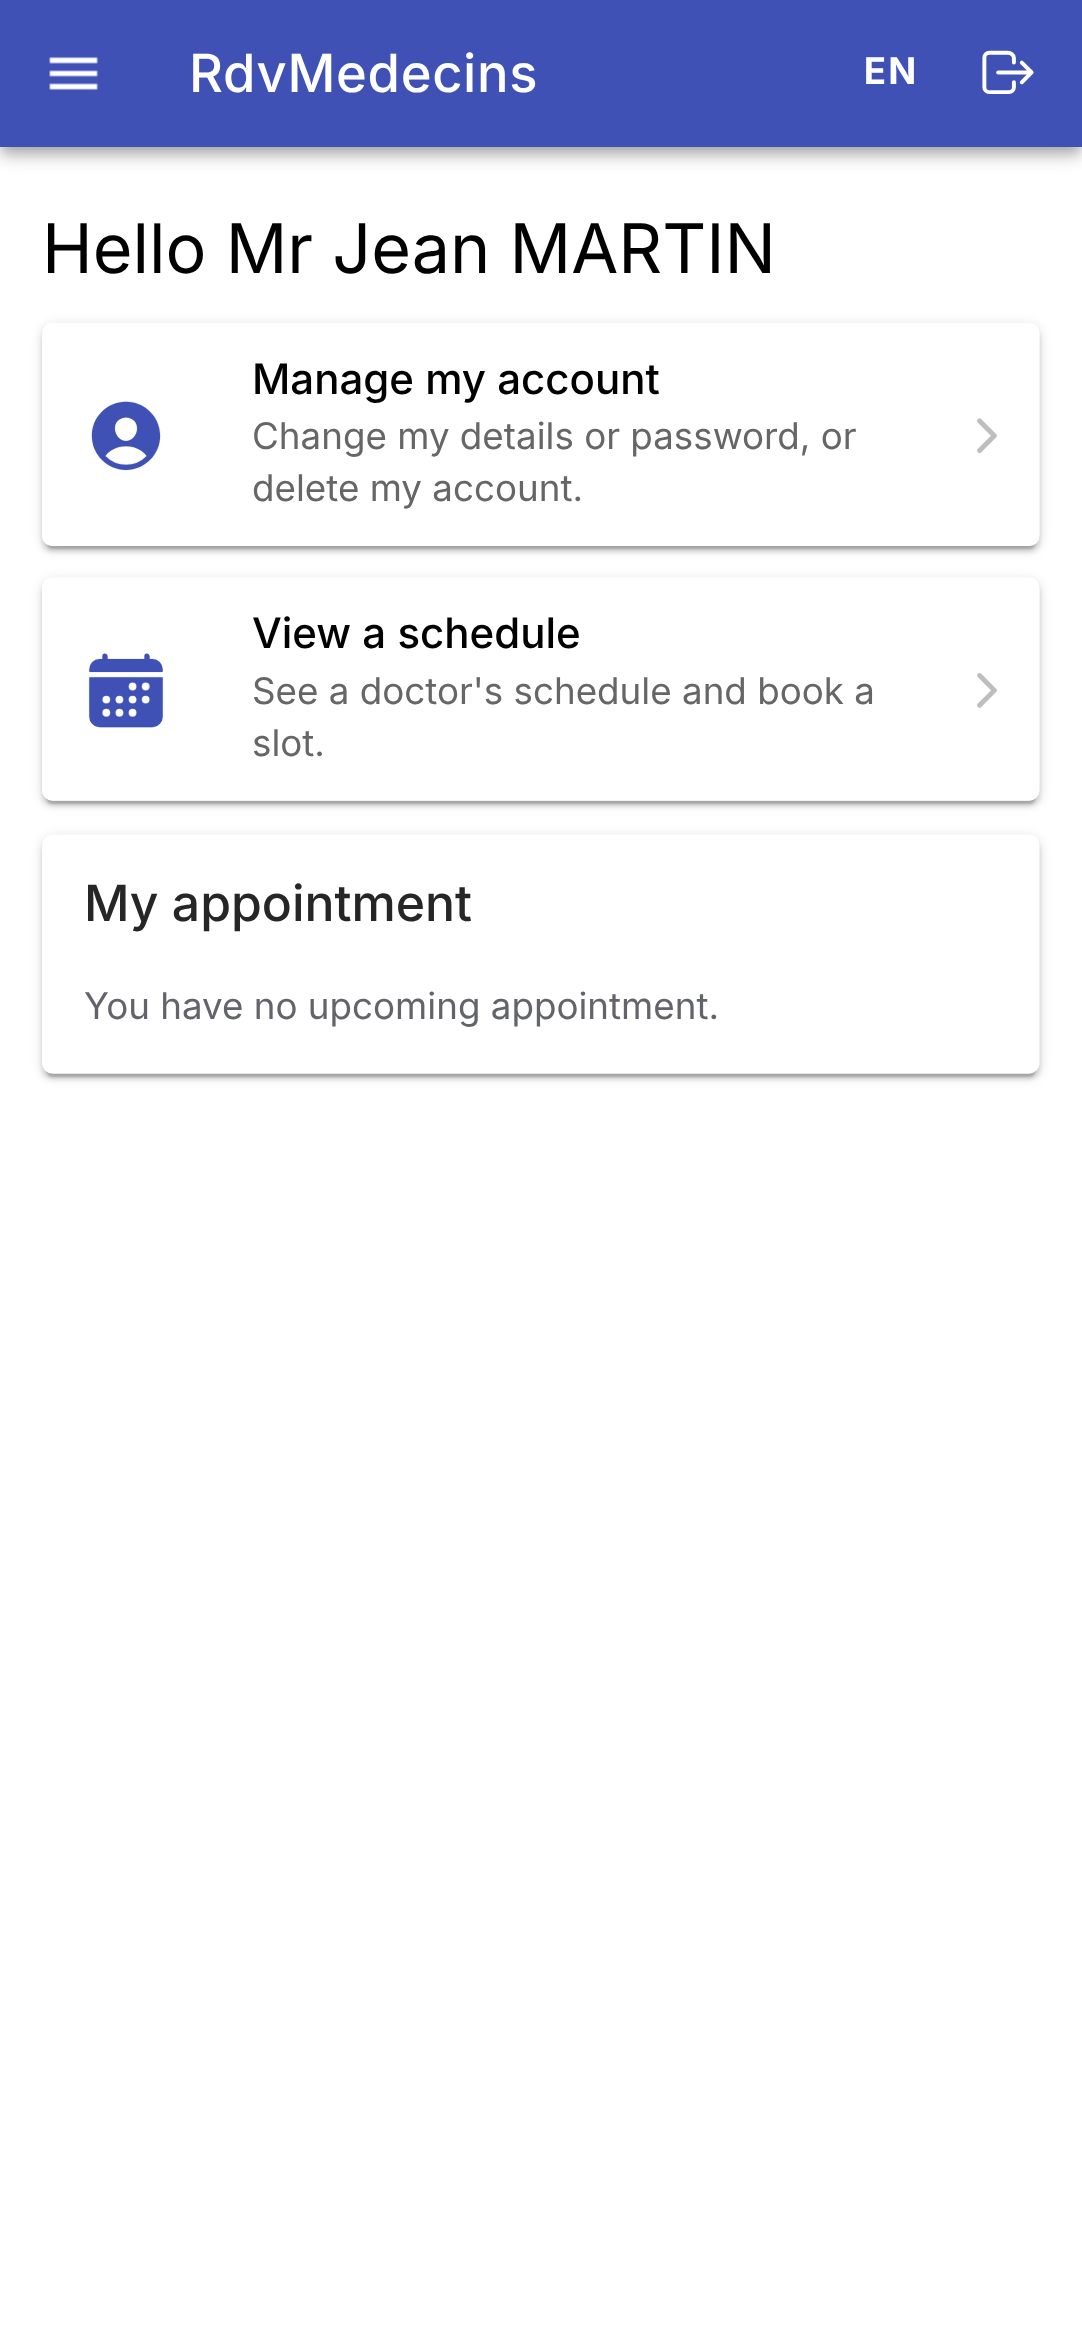 RdvMedecins
EN
Hello Mr Jean MARTIN
Manage my account
Change my details or password, or
delete my account.
View a schedule
See a doctor's schedule and book a
slot.
My appointment
You have no upcoming appointment.